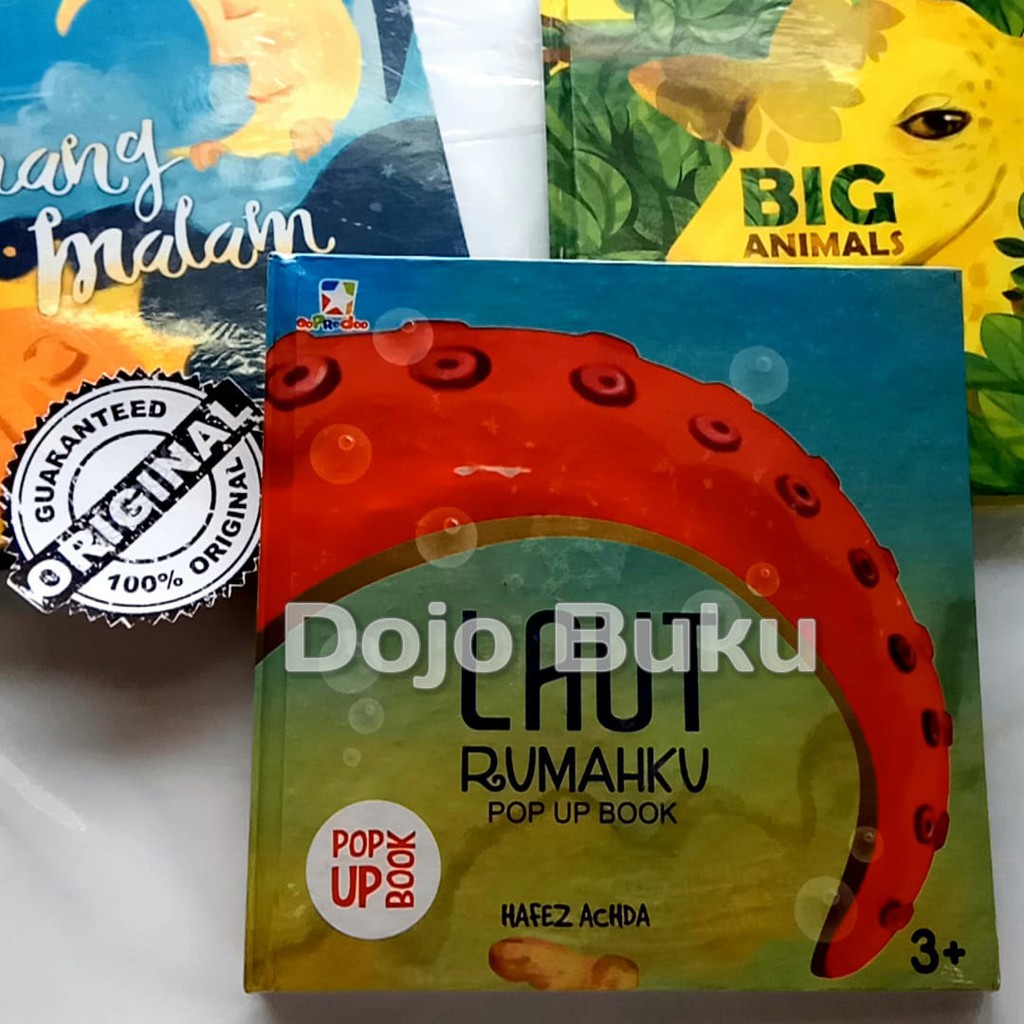 malam
BIG
ANIMALS
OOPRedoo
GUARANTEED
ORIGINAL
100% ORIGINAL
Dojo Buku
LAUT
RUMAHKU
POP UP BOOK
POP
UP
BOOK
HAFEZ ACHDA
3+